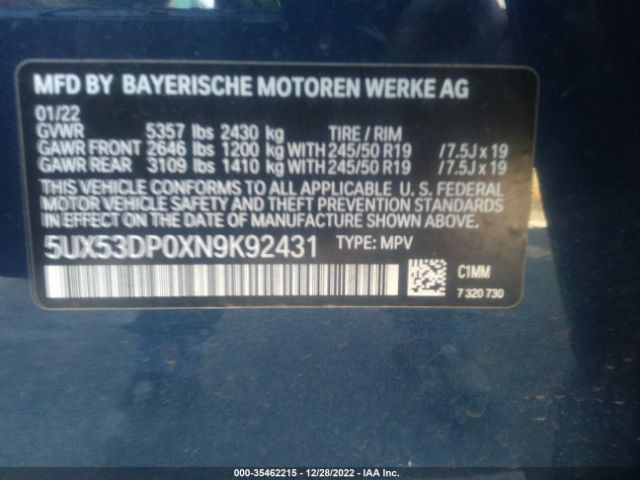 MFD BY BAYERISCHE MOTOREN WERKE AG
01/22
GVWR 5357 lbs 2430 kg TIRE / RIM
GAWR FRONT 2646 lbs 1200 kg WITH 245/50 R19 / 7.5J x 19
GAWR REAR 3109 lbs 1410 kg WITH 245/50 R19 / 7.5J x 19
THIS VEHICLE CONFORMS TO ALL APPLICABLE U. S. FEDERAL
MOTOR VEHICLE SAFETY AND THEFT PREVENTION STANDARDS
IN EFFECT ON THE DATE OF MANUFACTURE SHOWN ABOVE.
5UX53DP0XN9K92431 TYPE: MPV
C1MM
7 320 730
000-35462215 - 12/28/2022 - IAA Inc.